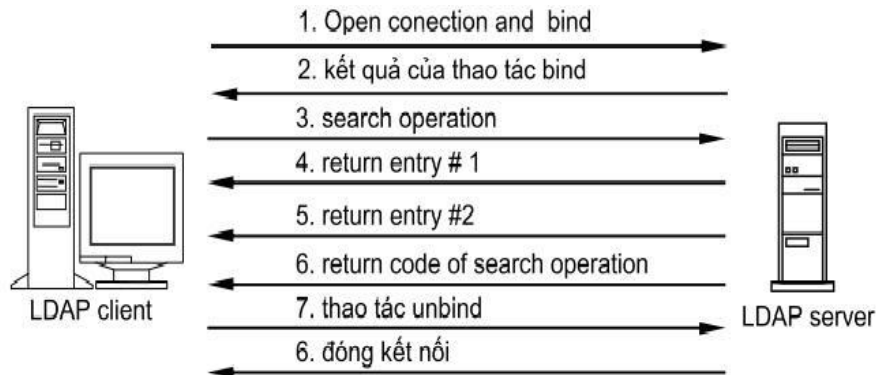 1. Open conection and bind
2. kết quả của thao tác bind
3. search operation
4. return entry # 1
5. return entry #2
6. return code of search operation
7. thao tác unbind
6. đóng kết nối
LDAP client
LDAP server